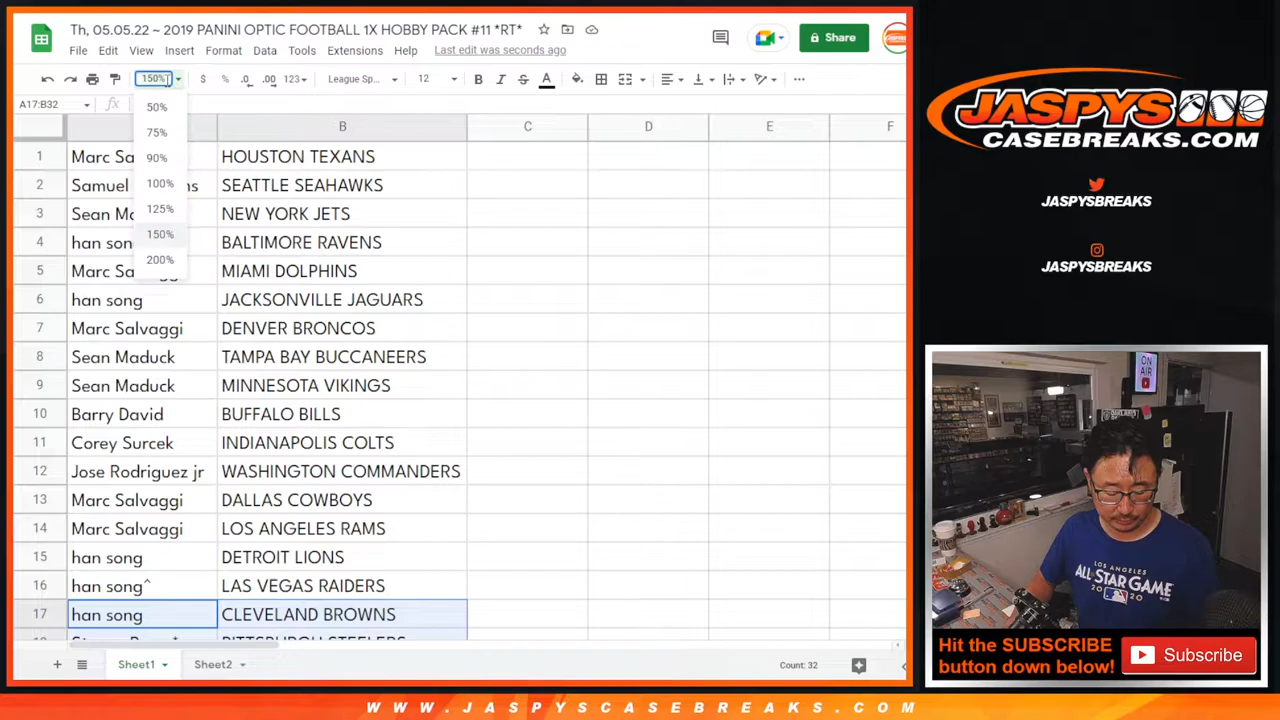 Th, 05.05.22 ~ 2019 PANINI OPTIC FOOTBALL 1X HOBBY PACK #11 *RT*
File Edit View Insert Format Data Tools Extensions Help Last edit was seconds ago
Share
150% $ % .0 .00 123 League Sp... 12 B I S A
A17:B32 fx
50%
75%
90%
100%
125%
150%
200%
B C D E F
1 Marc Sa HOUSTON TEXANS
2 Samuel ns SEATTLE SEAHAWKS
3 Sean Ma NEW YORK JETS
4 han son BALTIMORE RAVENS
5 Marc Sa MIAMI DOLPHINS
6 han song JACKSONVILLE JAGUARS
7 Marc Salvaggi DENVER BRONCOS
8 Sean Maduck TAMPA BAY BUCCANEERS
9 Sean Maduck MINNESOTA VIKINGS
10 Barry David BUFFALO BILLS
11 Corey Surcek INDIANAPOLIS COLTS
12 Jose Rodriguez jr WASHINGTON COMMANDERS
13 Marc Salvaggi DALLAS COWBOYS
14 Marc Salvaggi LOS ANGELES RAMS
15 han song DETROIT LIONS
16 han song^ LAS VEGAS RAIDERS
17 han song CLEVELAND BROWNS
PITTSBURGH STEELERS
Sheet1 Sheet2 Count: 32
JASPYS
CASEBREAKS.COM
JASPYSBREAKS
JASPYSBREAKS
ON
AIR
LOS ANGELES
ALL-STAR GAME
2020
Hit the SUBSCRIBE
button down below!
Subscribe
WWW.JASPYSCASEBREAKS.COM